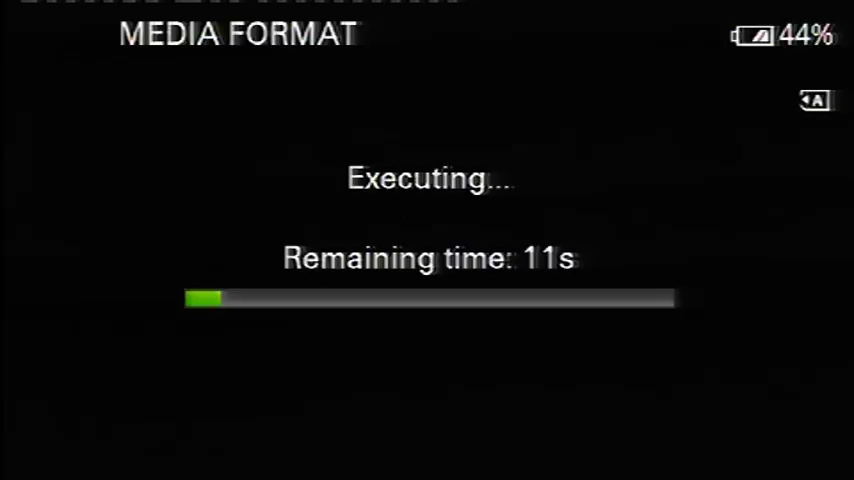 MEDIA FORMAT
44%
A
Executing...
Remaining time: 11s